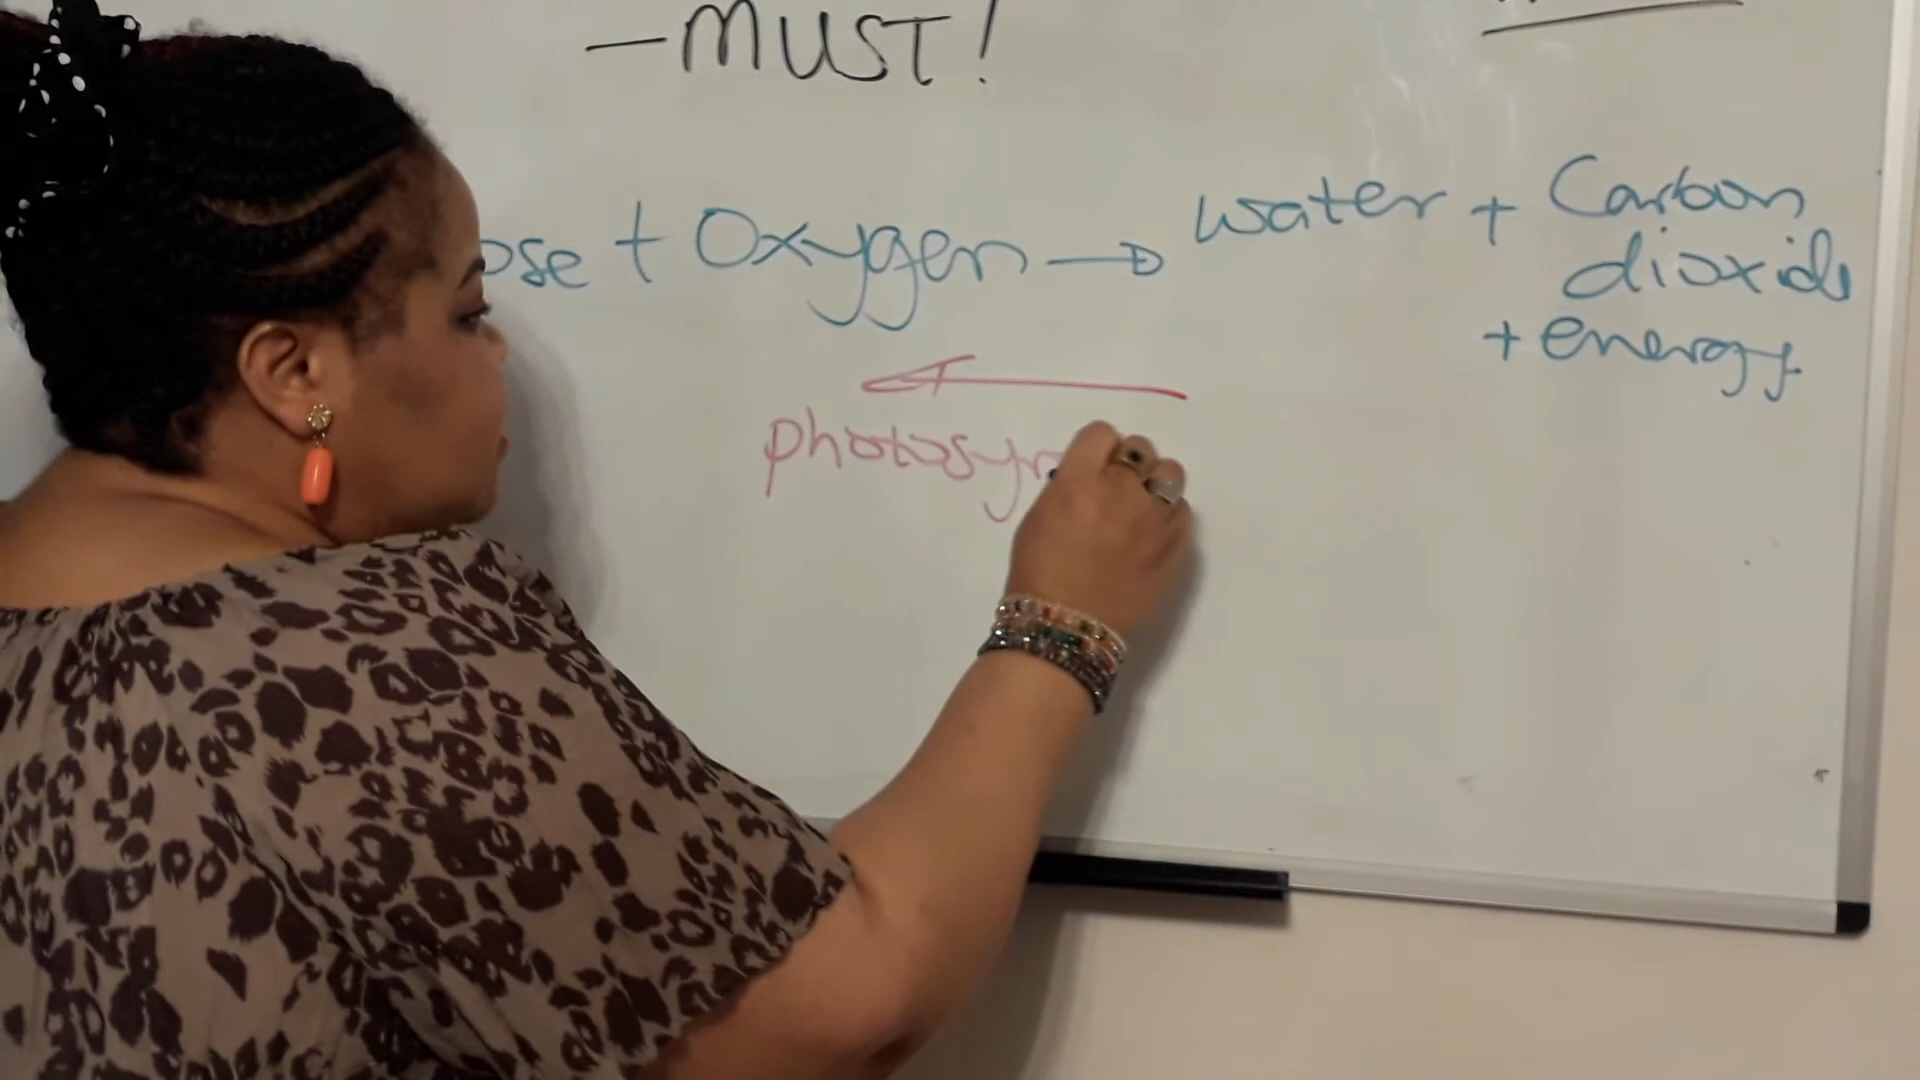 - MUST!
ose + Oxygen → water + Carbon
dioxide
+ energy
←
photosyn